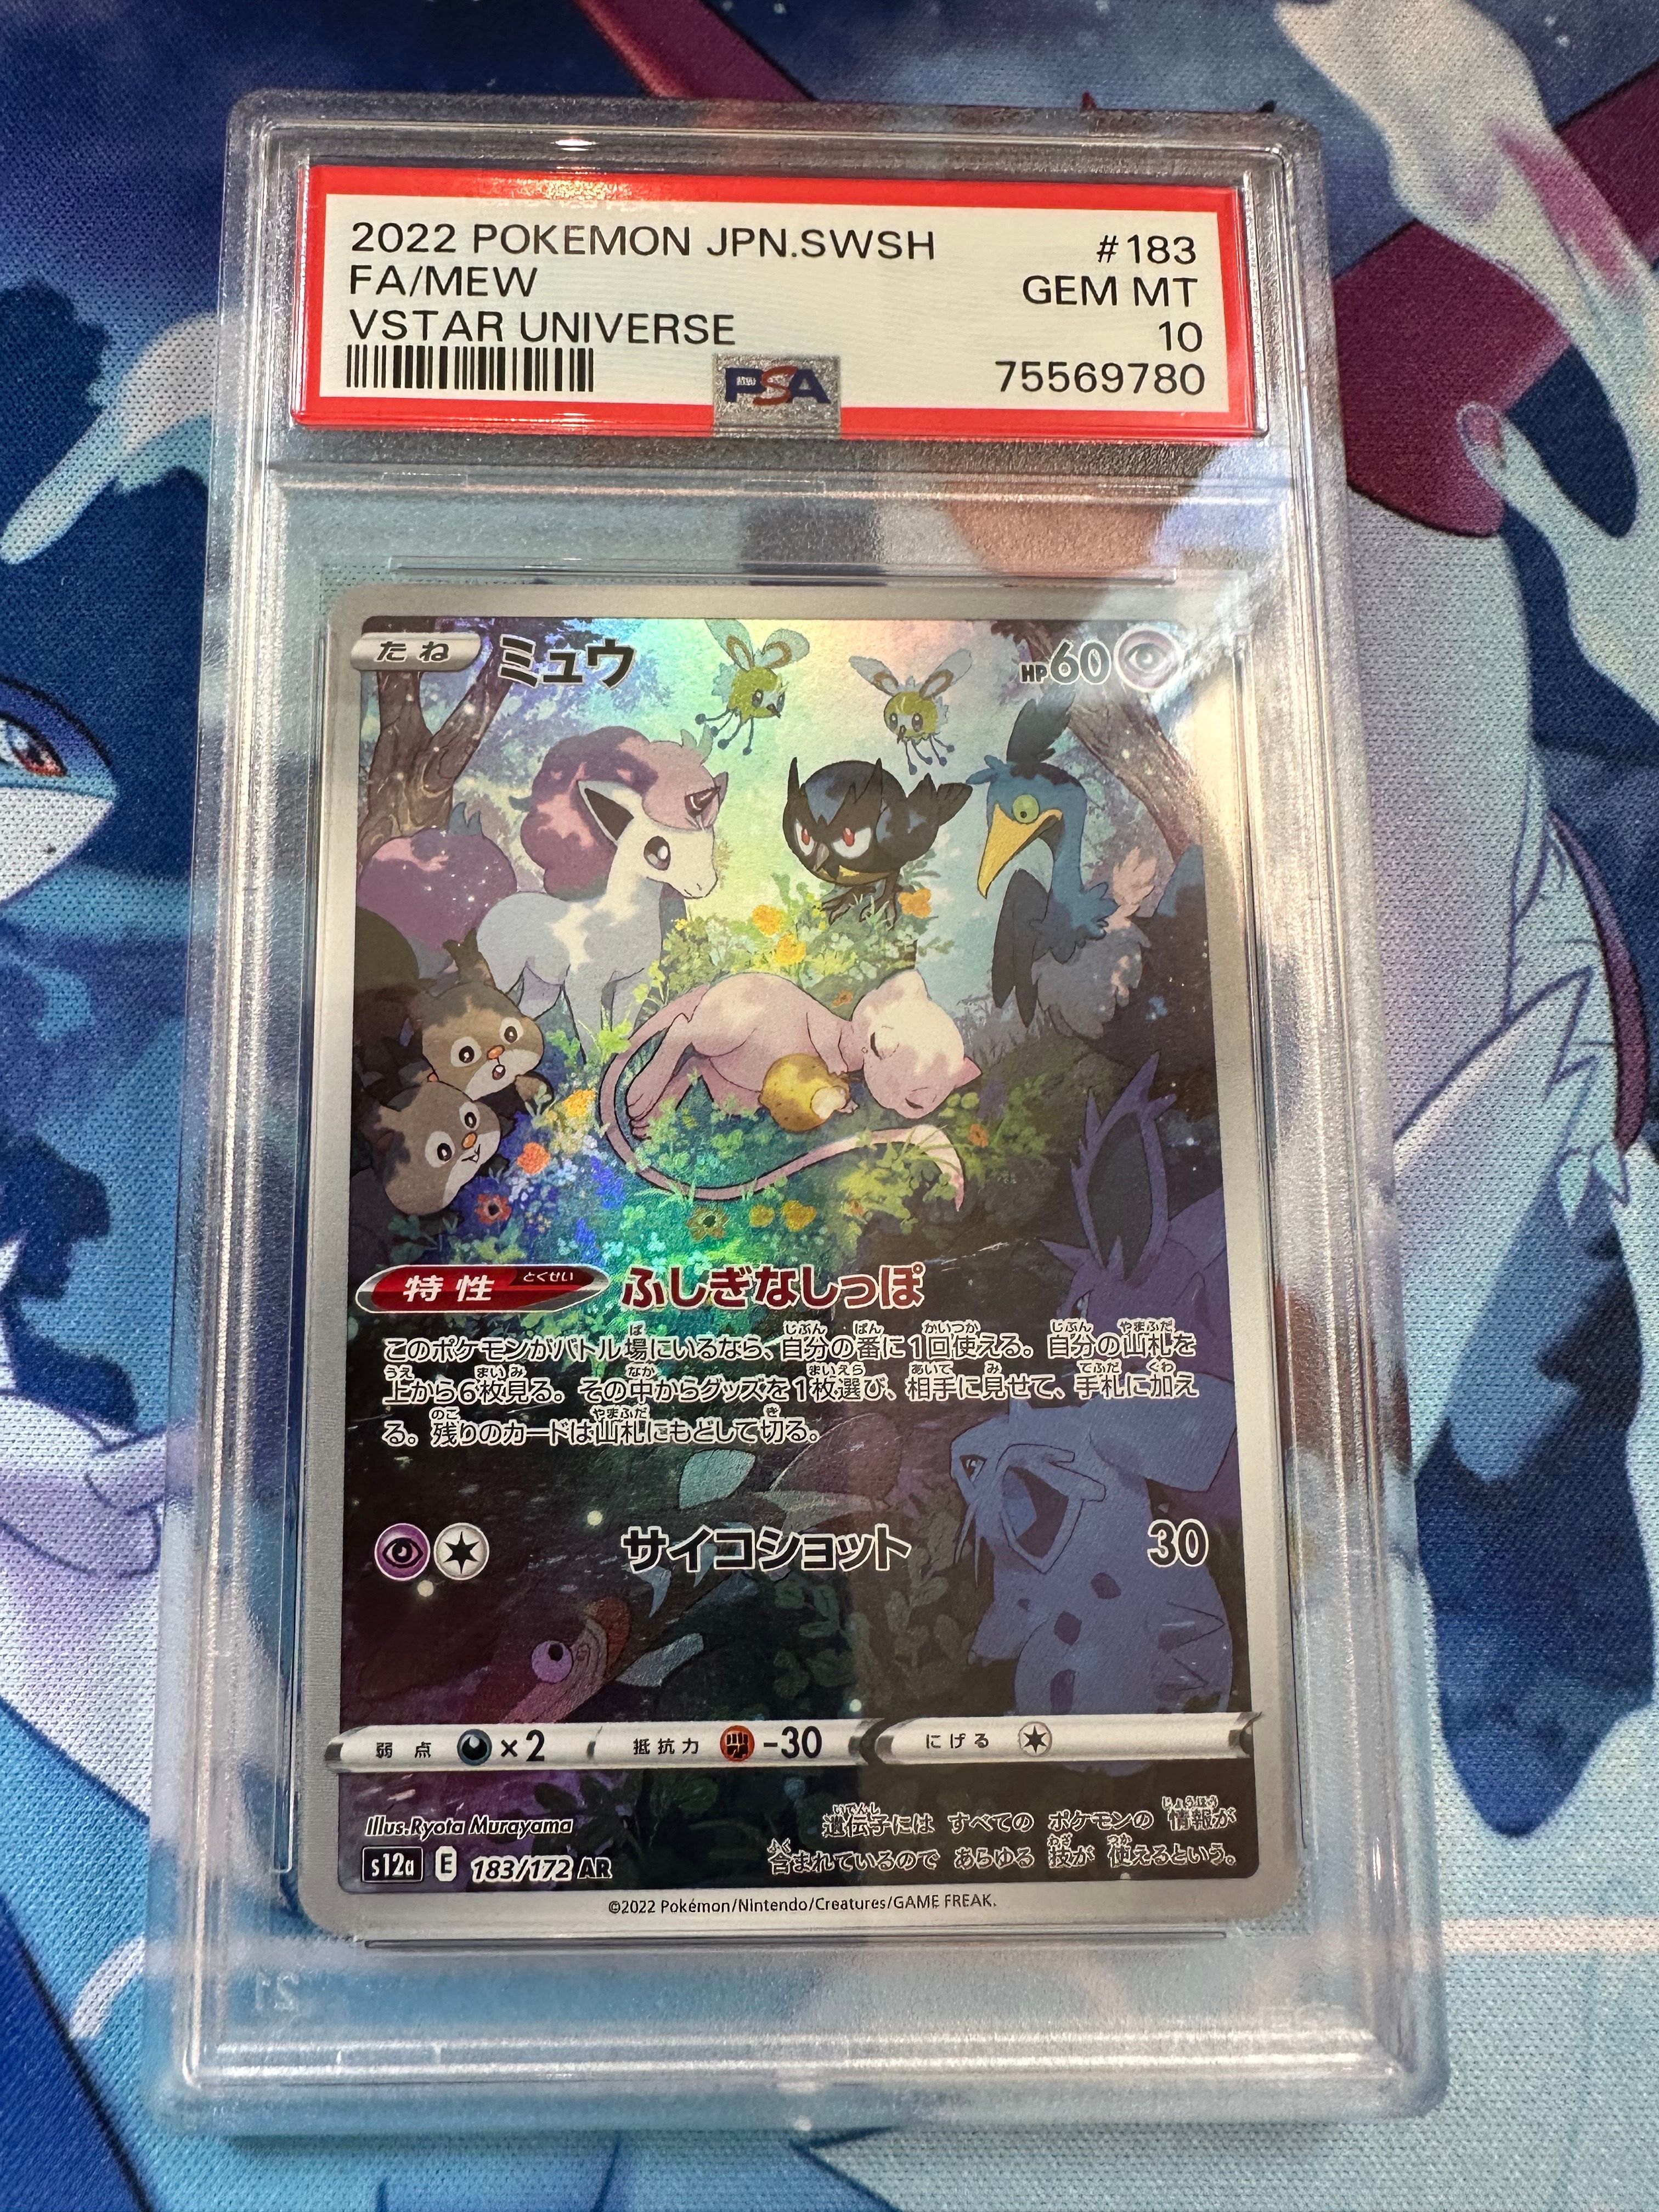 2022 POKEMON JPN.SWSH #183
FA/MEW GEM MT
VSTAR UNIVERSE 10
PSA 75569780
たね ミュウ HP60
特性 とくせい ふしぎなしっぽ
このポケモンがバトル場にいるなら、自分の番に1回使える。自分の山札を
上から6枚見る。その中からグッズを1枚選び、相手に見せて、手札に加え
る。残りのカードは山札にもどして切る。
サイコショット 30
弱点 ×2 抵抗力 -30 にげる
Illus.Ryota Murayama
遺伝子には すべての ポケモンの 情報が
含まれているので あらゆる 技が 使えるという。
s12a E 183/172 AR
©2022 Pokémon/Nintendo/Creatures/GAME FREAK.